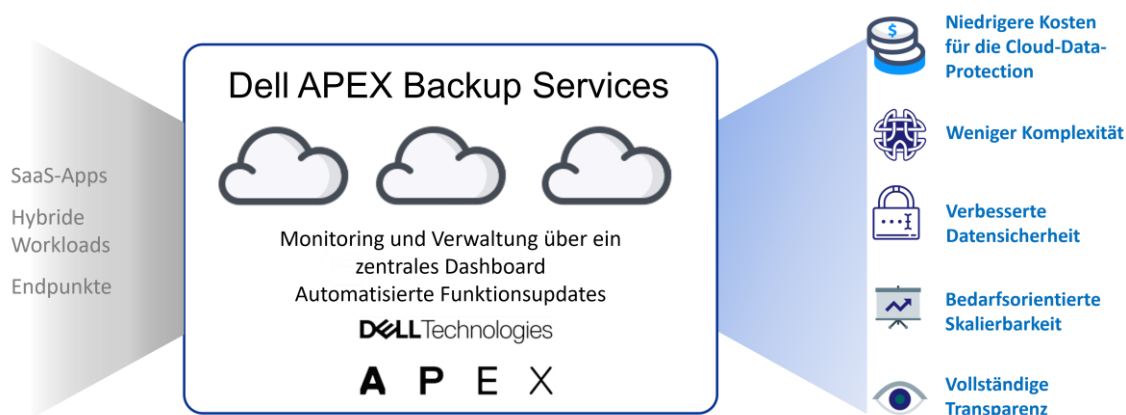 SaaS-Apps
Hybride
Workloads
Endpunkte
Dell APEX Backup Services
Monitoring und Verwaltung über ein
zentrales Dashboard
Automatisierte Funktionsupdates
DELLTechnologies
APEX
$
Niedrigere Kosten
für die Cloud-Data-
Protection
Weniger Komplexität
Verbesserte
Datensicherheit
Bedarfsorientierte
Skalierbarkeit
Vollständige
Transparenz